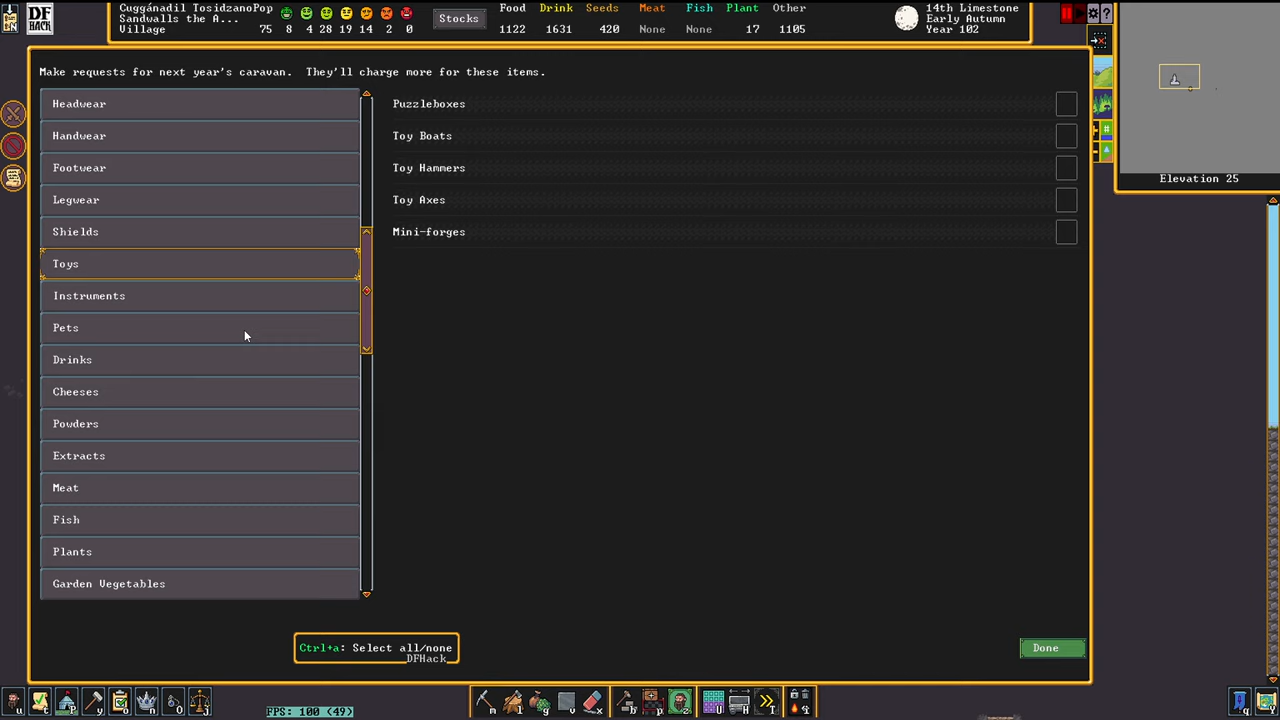 Cuggánadil TosidzanoPop
Sandwalls the A...
Village 75 8 4 28 19 14 2 0
DF
HACK
Stocks
Food Drink Seeds Meat Fish Plant Other
1122 1631 420 None None 17 1105
14th Limestone
Early Autumn
Year 102
Elevation 25
Make requests for next year's caravan. They'll charge more for these items.
Headwear
Handwear
Footwear
Legwear
Shields
Toys
Instruments
Pets
Drinks
Cheeses
Powders
Extracts
Meat
Fish
Plants
Garden Vegetables
Puzzleboxes
Toy Boats
Toy Hammers
Toy Axes
Mini-forges
Ctrl+a: Select all/none
DFHack
Done
FPS: 100 (49)